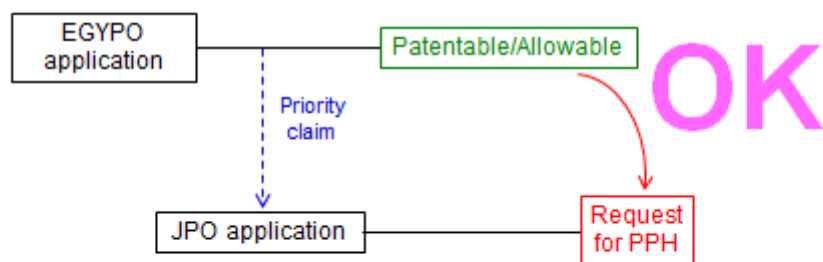 EGYPO
application
Patentable/Allowable
OK
Priority
claim
JPO application
Request
for PPH